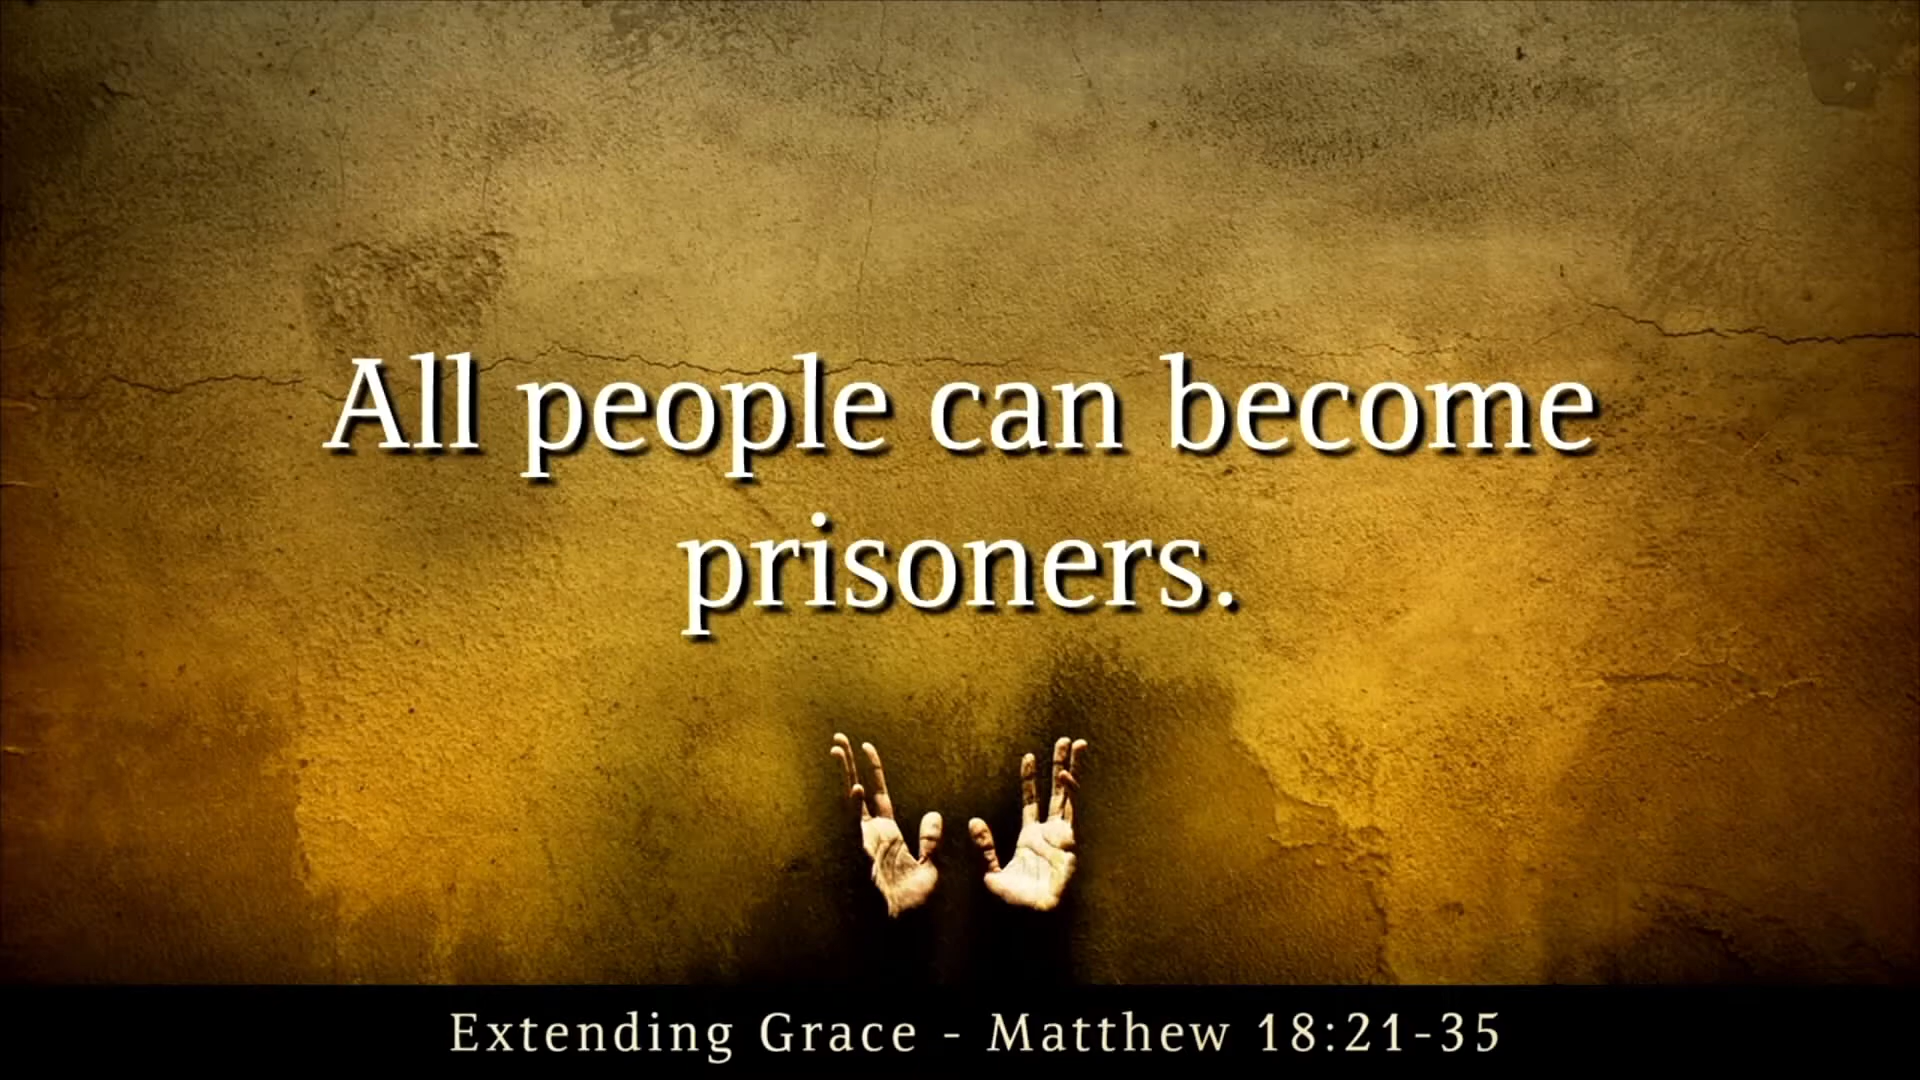 All people can become
prisoners.
Extending Grace - Matthew 18:21-35